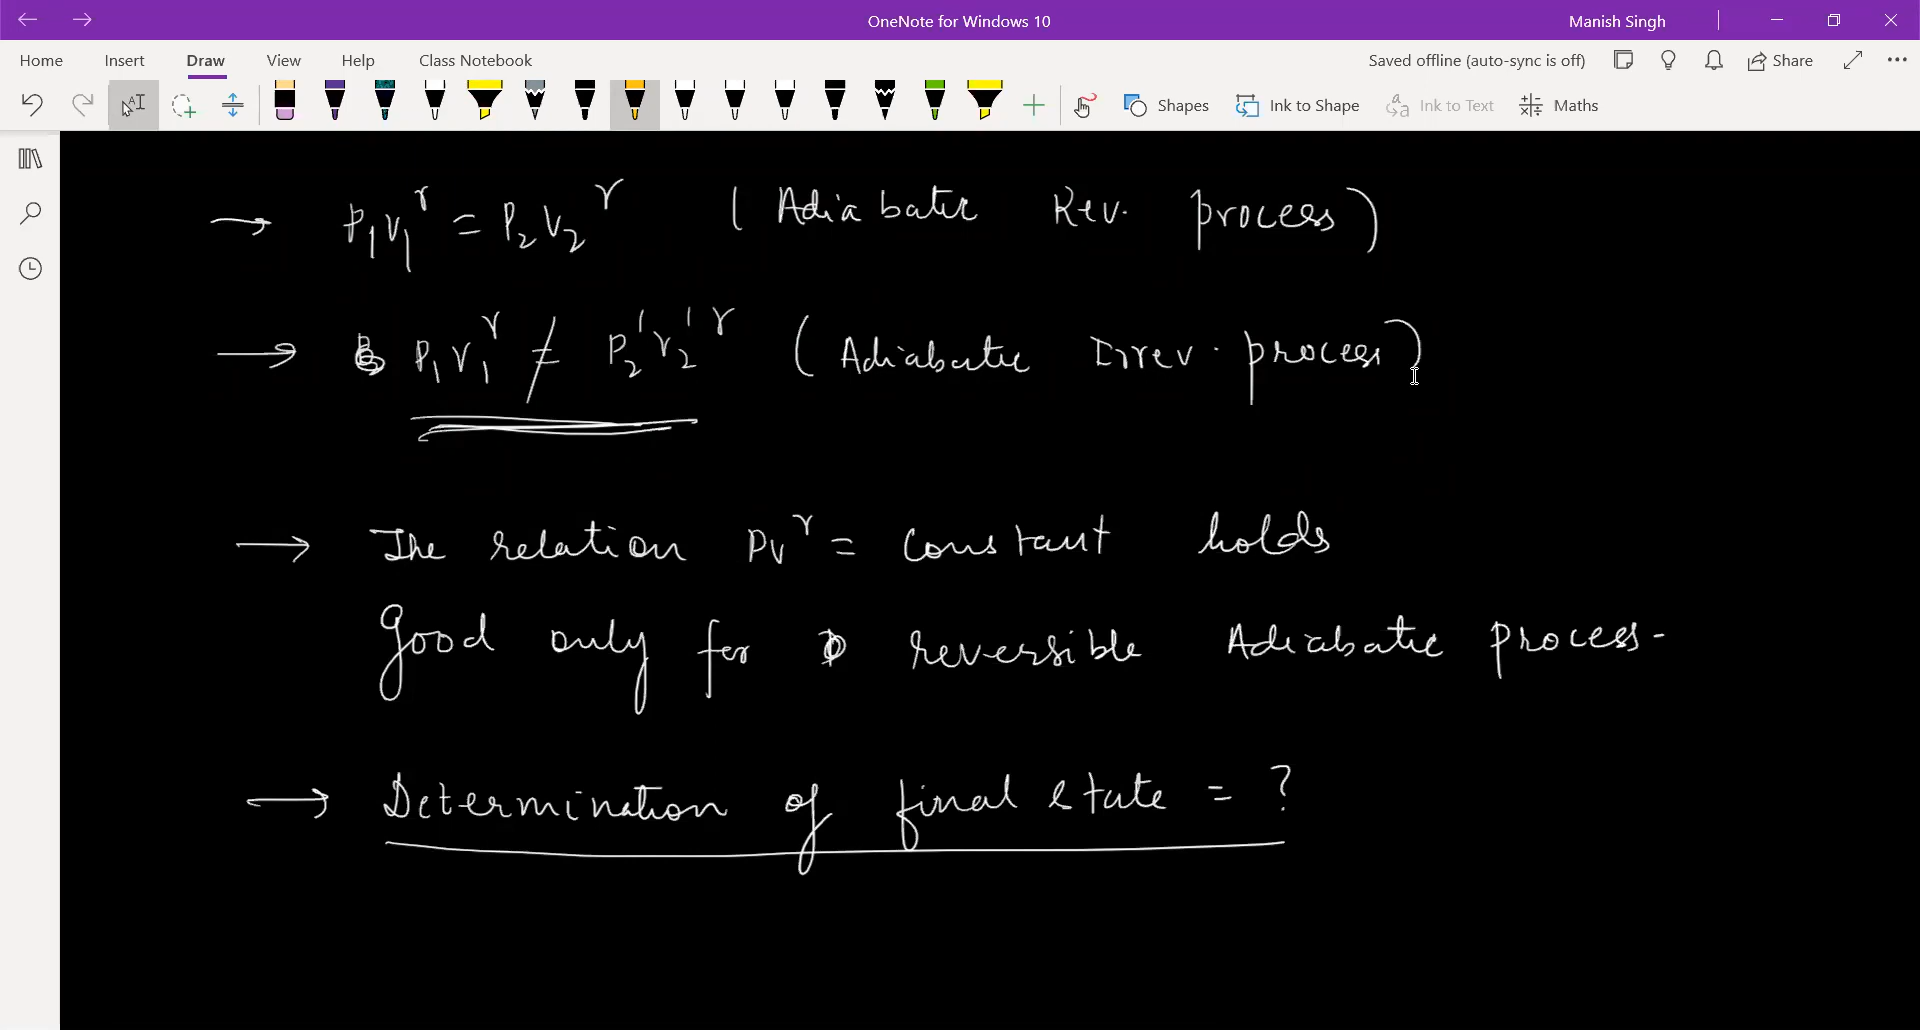 OneNote for Windows 10
Manish Singh
Home Insert Draw View Help Class Notebook
Saved offline (auto-sync is off) Share
Shapes Ink to Shape Ink to Text Maths
→ P₁V₁^γ = P₂V₂^γ (Adiabatic Rev. process)
→ P₁V₁^γ ≠ P₂'V₂'^γ (Adiabatic Irrev. process)
→ The relation PV^γ = constant holds
Good only for reversible Adiabatic process-
→ Determination of final state = ?